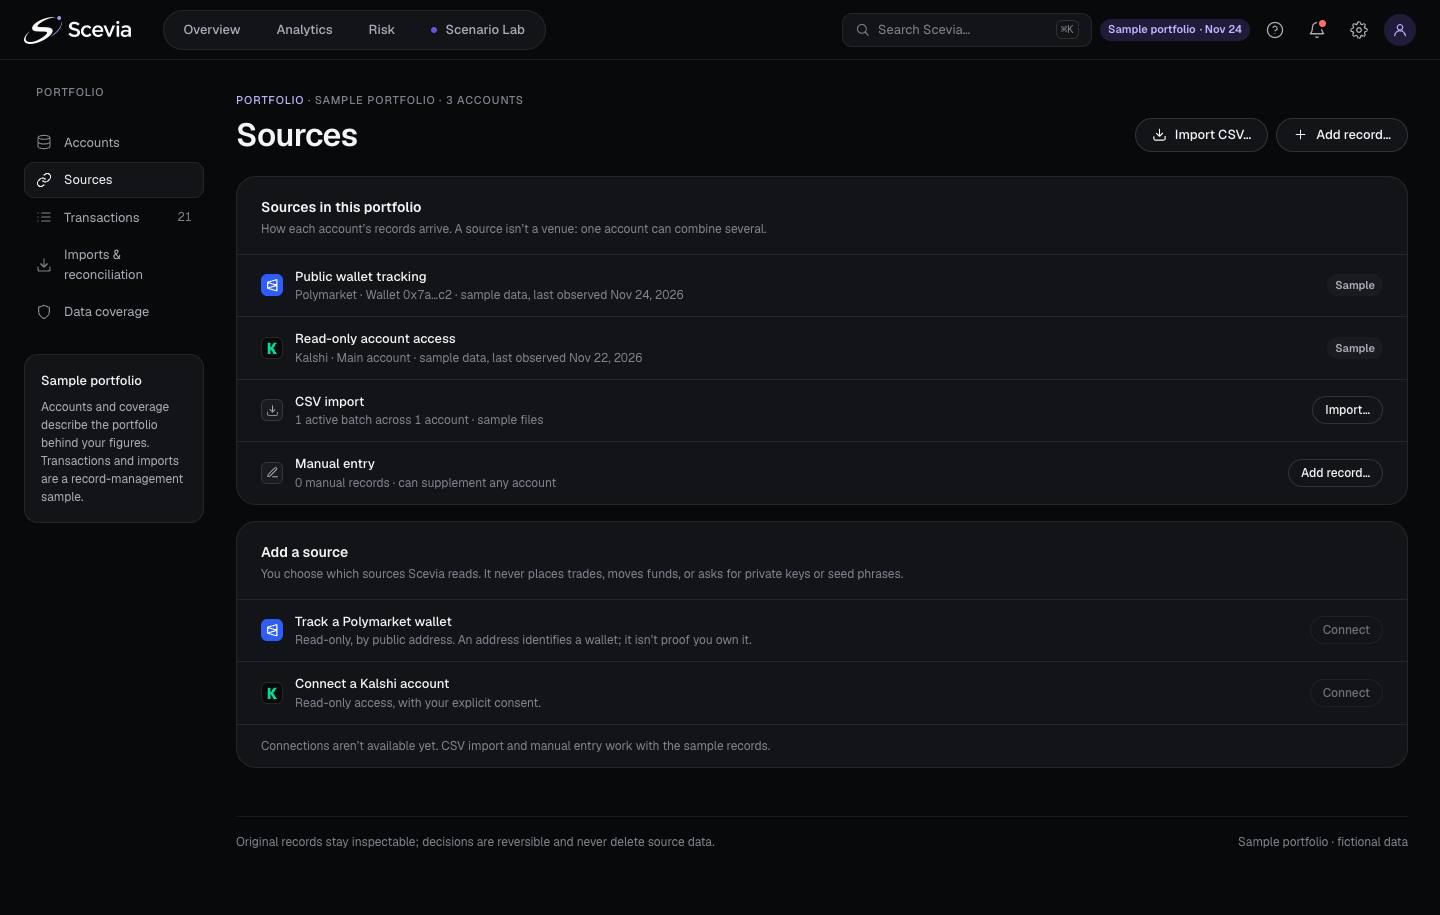 Scevia
Overview
Analytics
Risk
Scenario Lab
Search Scevia...
⌘K
Sample portfolio · Nov 24
PORTFOLIO
Accounts
Sources
Transactions 21
Imports &
reconciliation
Data coverage
Sample portfolio
Accounts and coverage
describe the portfolio
behind your figures.
Transactions and imports
are a record-management
sample.
PORTFOLIO · SAMPLE PORTFOLIO · 3 ACCOUNTS
Sources
Import CSV...
Add record...
Sources in this portfolio
How each account's records arrive. A source isn't a venue: one account can combine several.
Public wallet tracking
Polymarket · Wallet 0x7a...c2 · sample data, last observed Nov 24, 2026
Sample
K
Read-only account access
Kalshi · Main account · sample data, last observed Nov 22, 2026
Sample
CSV import
1 active batch across 1 account · sample files
Import...
Manual entry
0 manual records · can supplement any account
Add record...
Add a source
You choose which sources Scevia reads. It never places trades, moves funds, or asks for private keys or seed phrases.
Track a Polymarket wallet
Read-only, by public address. An address identifies a wallet; it isn't proof you own it.
Connect
K
Connect a Kalshi account
Read-only access, with your explicit consent.
Connect
Connections aren't available yet. CSV import and manual entry work with the sample records.
Original records stay inspectable; decisions are reversible and never delete source data.
Sample portfolio · fictional data